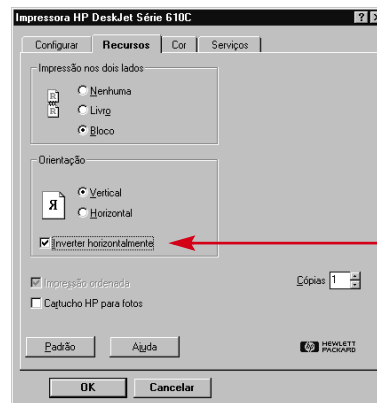 Impressora HP DeskJet Série 610C
Configurar Recursos Cor Serviços
Impressão nos dois lados
Nenhuma
Livro
Bloco
Orientação
Vertical
Horizontal
Inverter horizontalmente
Impressão ordenada
Cópias 1
Cartucho HP para fotos
Padrão Ajuda
HEWLETT
PACKARD
OK Cancelar